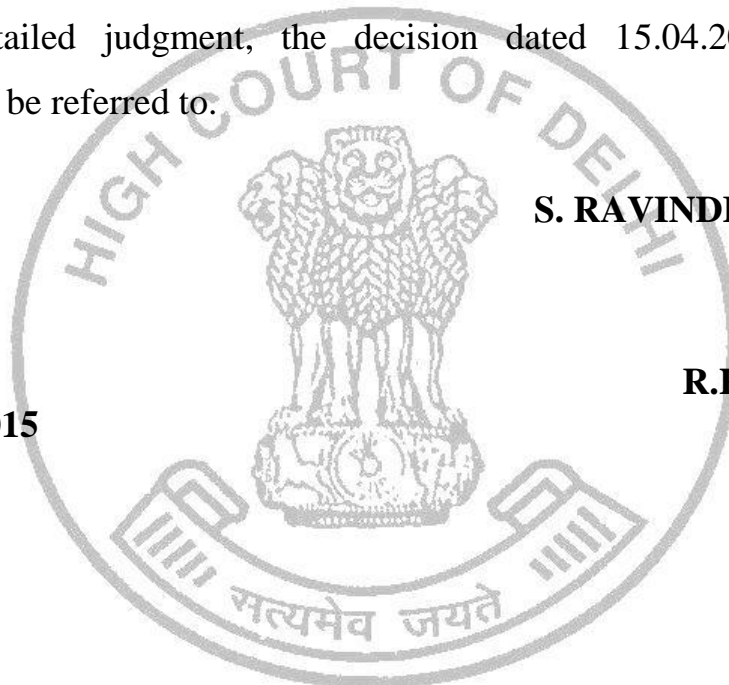 tailed judgment, the decision dated 15.04.20
be referred to.
HIGH COURT OF DELHI
S. RAVIND
R.
015
सत्यमेव जयते